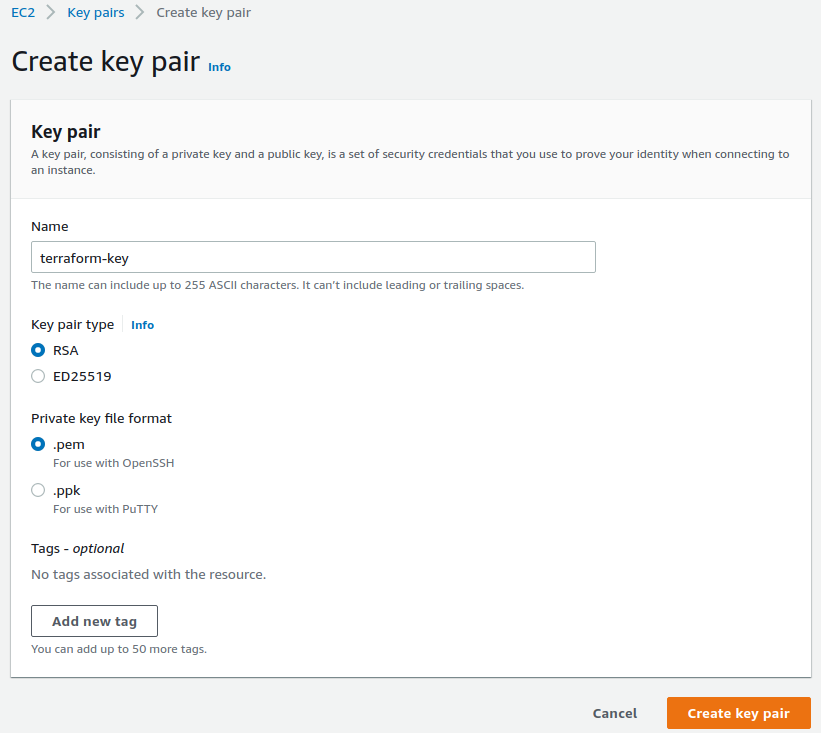 EC2 > Key pairs > Create key pair
Create key pair Info
Key pair
A key pair, consisting of a private key and a public key, is a set of security credentials that you use to prove your identity when connecting to
an instance.
Name
terraform-key
The name can include up to 255 ASCII characters. It can't include leading or trailing spaces.
Key pair type Info
RSA
ED25519
Private key file format
.pem
For use with OpenSSH
.ppk
For use with PuTTY
Tags - optional
No tags associated with the resource.
Add new tag
You can add up to 50 more tags.
Cancel Create key pair